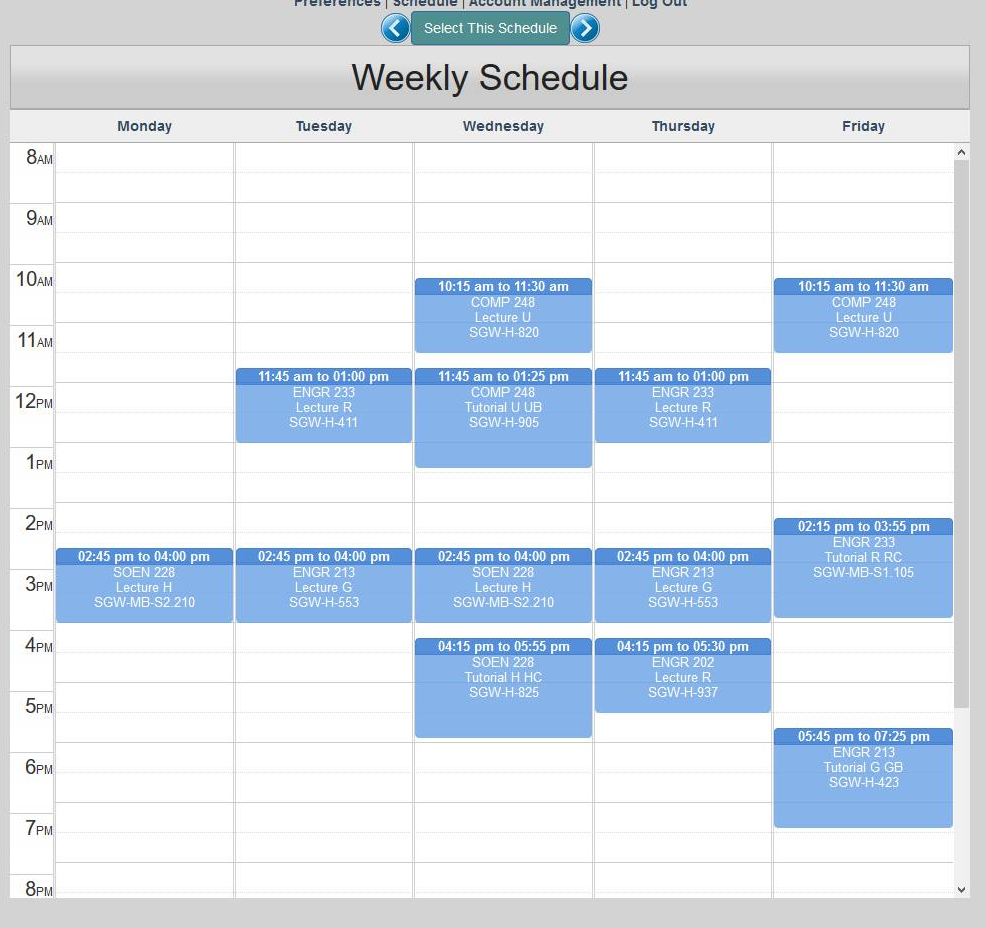 Preferences | Schedule | Account Management | Log Out
Select This Schedule
Weekly Schedule
Monday Tuesday Wednesday Thursday Friday
8AM
9AM
10AM
10:15 am to 11:30 am
COMP 248
Lecture U
SGW-H-820
10:15 am to 11:30 am
COMP 248
Lecture U
SGW-H-820
11AM
11:45 am to 01:00 pm
ENGR 233
Lecture R
SGW-H-411
11:45 am to 01:25 pm
COMP 248
Tutorial U UB
SGW-H-905
11:45 am to 01:00 pm
ENGR 233
Lecture R
SGW-H-411
12PM
1PM
2PM
02:15 pm to 03:55 pm
ENGR 233
Tutorial R RC
SGW-MB-S1.105
02:45 pm to 04:00 pm
SOEN 228
Lecture H
SGW-MB-S2.210
02:45 pm to 04:00 pm
ENGR 213
Lecture G
SGW-H-553
02:45 pm to 04:00 pm
SOEN 228
Lecture H
SGW-MB-S2.210
02:45 pm to 04:00 pm
ENGR 213
Lecture G
SGW-H-553
3PM
4PM
04:15 pm to 05:55 pm
SOEN 228
Tutorial H HC
SGW-H-825
04:15 pm to 05:30 pm
ENGR 202
Lecture R
SGW-H-937
5PM
05:45 pm to 07:25 pm
ENGR 213
Tutorial G GB
SGW-H-423
6PM
7PM
8PM